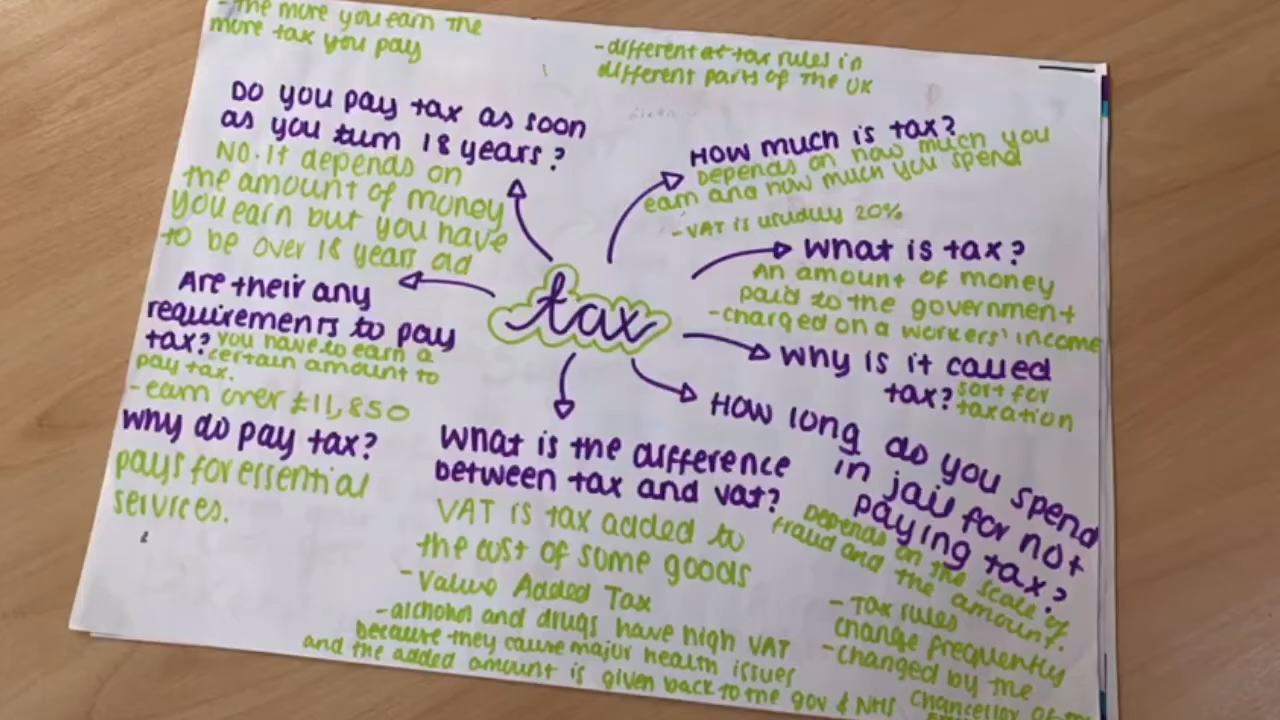 - The more you earn the
more tax you pay
- different at tax rules in
different parts of the UK
Do you pay tax as soon
as you turn 18 years?
NO. It depends on
the amount of money
you earn but you have
to be over 18 years old
How much is tax?
Depends on how much you
earn and how much you spend
- VAT is usually 20%
What is tax?
An amount of money
paid to the government
- charged on a workers' income
tax
Are their any
requirements to pay
tax? you have to earn a
certain amount to
pay tax.
- earn over £11,850
Why is it called
tax? sort for
taxation
Why do pay tax?
pays for essential
services.
How long do you spend
in jail for not
paying tax?
Depends on the scale of
fraud and the amount.
What is the difference
between tax and vat?
VAT is tax added to
the cost of some goods
- Value Added Tax
- alchohol and drugs have high VAT
because they cause major health issues
and the added amount is given back to the gov & NHS
- Tax rules
change frequently
- changed by the
Chancellor of